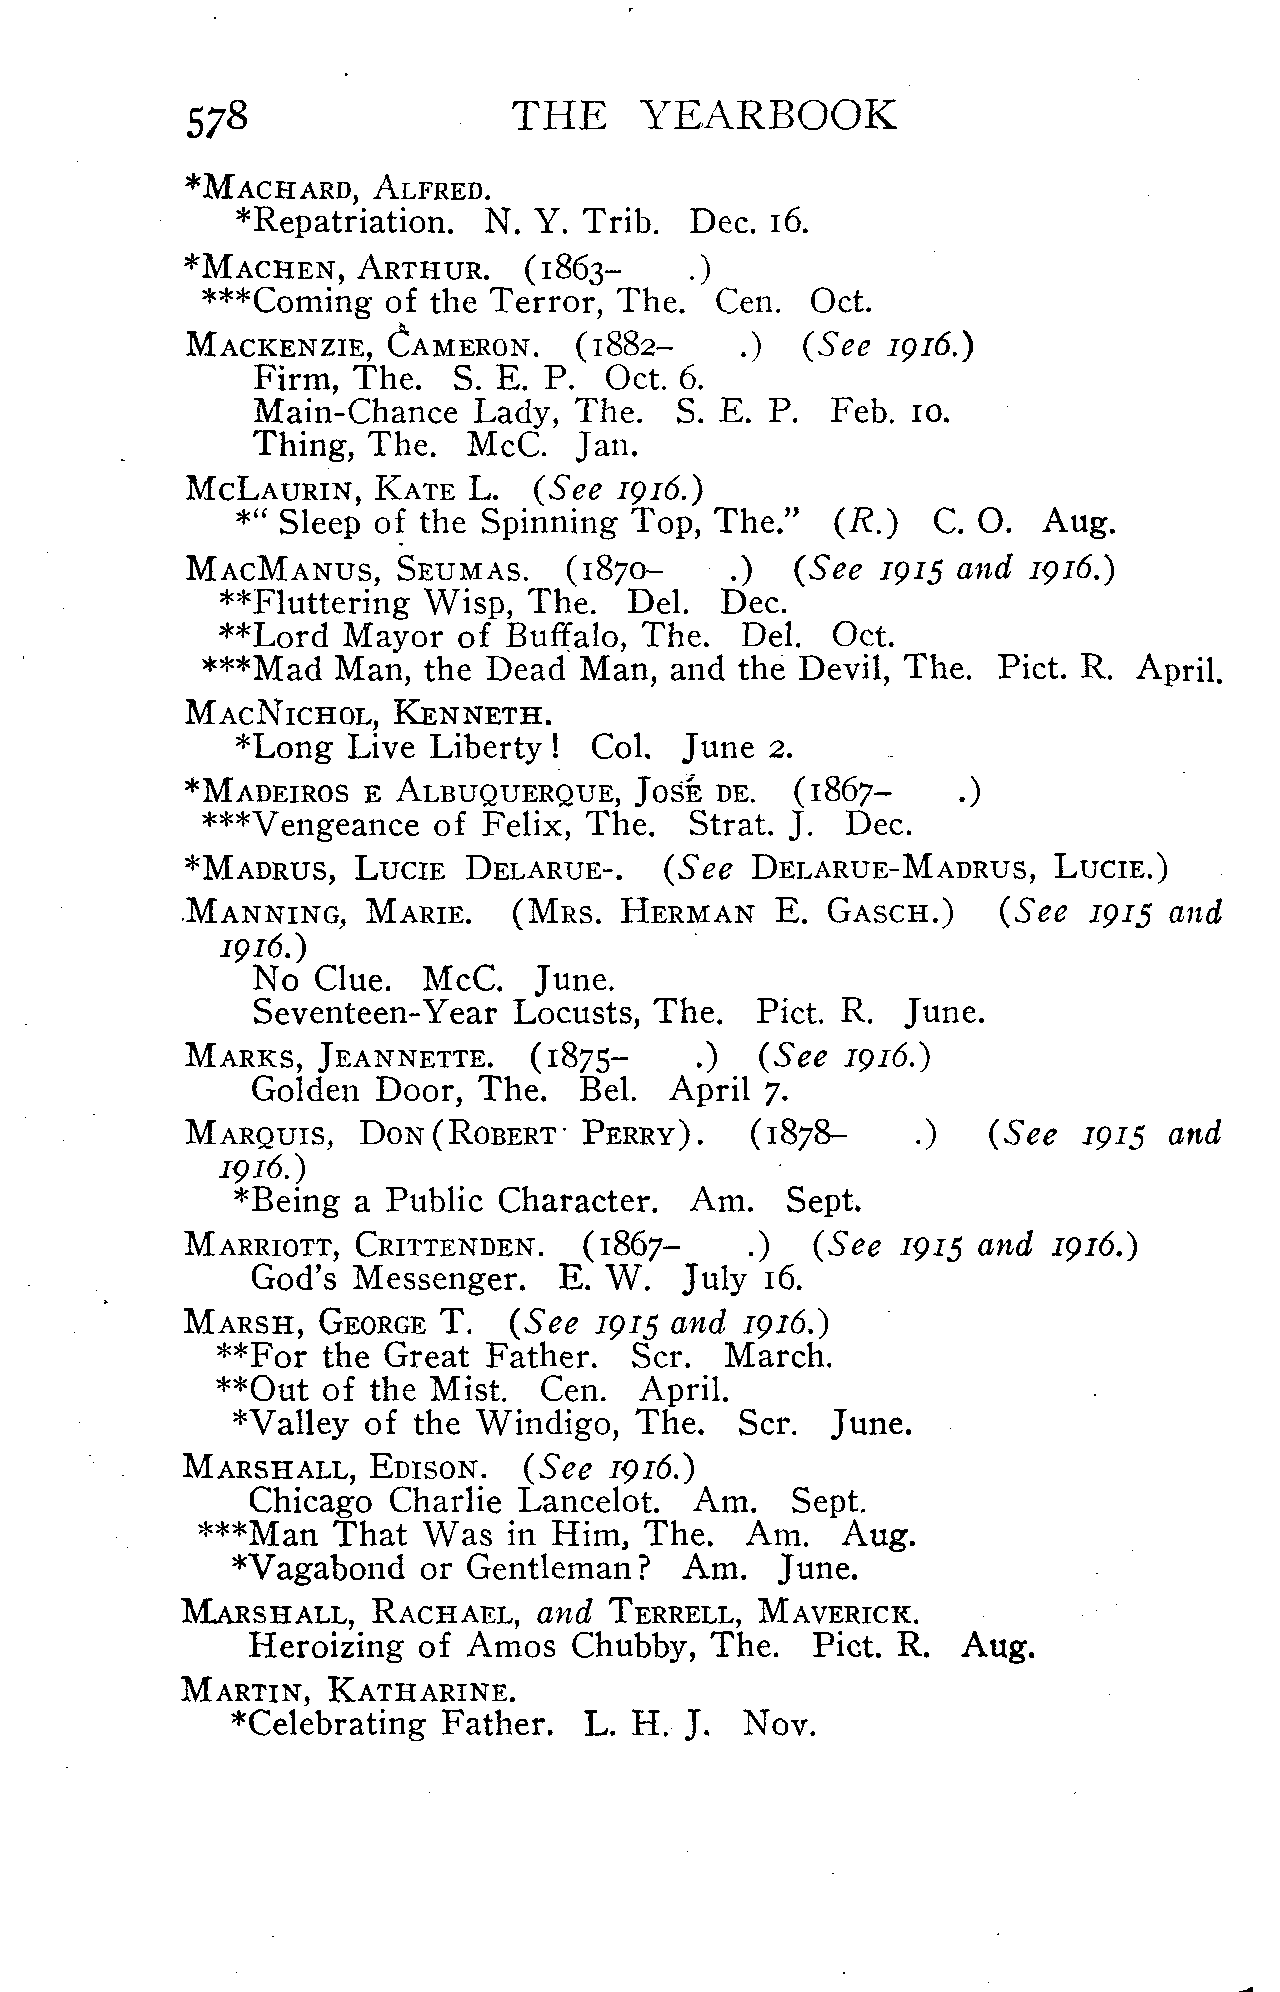 578 THE YEARBOOK
*MACHARD, ALFRED.
*Repatriation. N. Y. Trib. Dec. 16.
*MACHEN, ARTHUR. (1863– .)
***Coming of the Terror, The. Cen. Oct.
MACKENZIE, CAMERON. (1882– .) (See 1916.)
Firm, The. S. E. P. Oct. 6.
Main-Chance Lady, The. S. E. P. Feb. 10.
Thing, The. McC. Jan.
MCLAURIN, KATE L. (See 1916.)
*“ Sleep of the Spinning Top, The.” (R.) C. O. Aug.
MACMANUS, SEUMAS. (1870– .) (See 1915 and 1916.)
**Fluttering Wisp, The. Del. Dec.
**Lord Mayor of Buffalo, The. Del. Oct.
***Mad Man, the Dead Man, and the Devil, The. Pict. R. April.
MACNICHOL, KENNETH.
*Long Live Liberty! Col. June 2.
*MADEIROS E ALBUQUERQUE, JOSÉ DE. (1867– .)
***Vengeance of Felix, The. Strat. J. Dec.
*MADRUS, LUCIE DELARUE-. (See DELARUE-MADRUS, LUCIE.)
MANNING, MARIE. (MRS. HERMAN E. GASCH.) (See 1915 and
1916.)
No Clue. McC. June.
Seventeen-Year Locusts, The. Pict. R. June.
MARKS, JEANNETTE. (1875– .) (See 1916.)
Golden Door, The. Bel. April 7.
MARQUIS, DON (ROBERT PERRY). (1878– .) (See 1915 and
1916.)
*Being a Public Character. Am. Sept.
MARRIOTT, CRITTENDEN. (1867– .) (See 1915 and 1916.)
God's Messenger. E. W. July 16.
MARSH, GEORGE T. (See 1915 and 1916.)
**For the Great Father. Scr. March.
**Out of the Mist. Cen. April.
*Valley of the Windigo, The. Scr. June.
MARSHALL, EDISON. (See 1916.)
Chicago Charlie Lancelot. Am. Sept.
***Man That Was in Him, The. Am. Aug.
*Vagabond or Gentleman? Am. June.
MARSHALL, RACHAEL, and TERRELL, MAVERICK.
Heroizing of Amos Chubby, The. Pict. R. Aug.
MARTIN, KATHARINE.
*Celebrating Father. L. H. J. Nov.